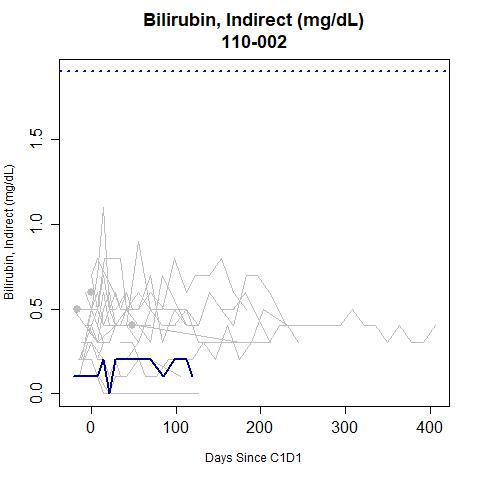 Bilirubin, Indirect (mg/dL)
110-002
Bilirubin, Indirect (mg/dL)
1.5
1.0
0.5
0.0
0 100 200 300 400
Days Since C1D1